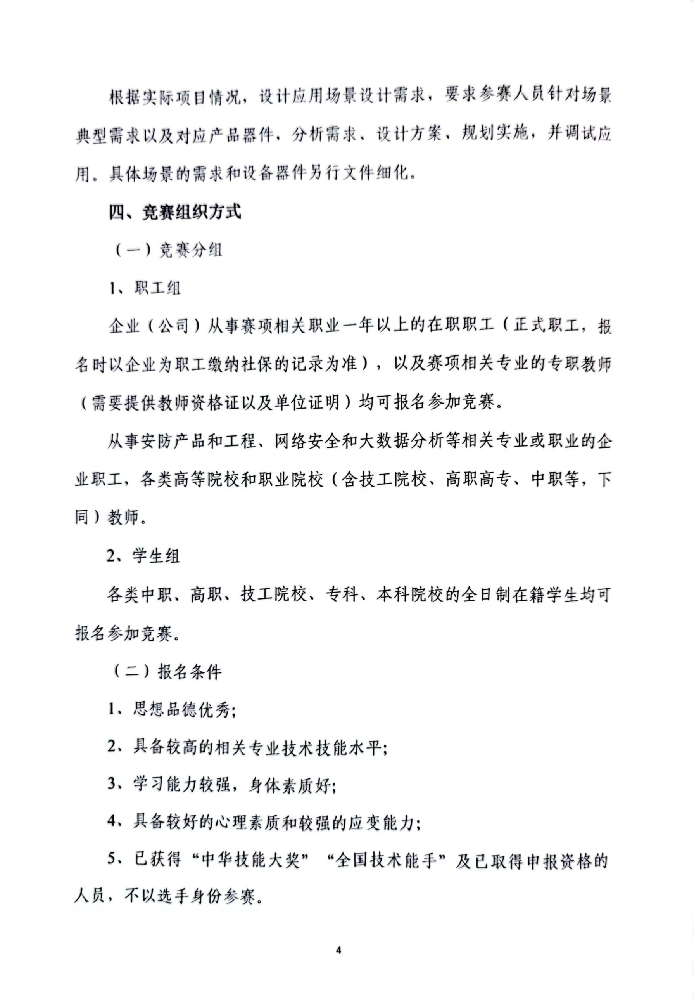 根据实际项目情况，设计应用场景设计需求，要求参赛人员针对场景
典型需求以及对应产品器件，分析需求、设计方案、规划实施，并调试应
用。具体场景的需求和设备器件另行文件细化。
四、竞赛组织方式
（一）竞赛分组
1、职工组
企业（公司）从事赛项相关职业一年以上的在职职工（正式职工，报
名时以企业为职工缴纳社保的记录为准），以及赛项相关专业的专职教师
（需要提供教师资格证以及单位证明）均可报名参加竞赛。
从事安防产品和工程、网络安全和大数据分析等相关专业或职业的企
业职工，各类高等院校和职业院校（含技工院校、高职高专、中职等，下
同）教师。
2、学生组
各类中职、高职、技工院校、专科、本科院校的全日制在籍学生均可
报名参加竞赛。
（二）报名条件
1、思想品德优秀；
2、具备较高的相关专业技术技能水平；
3、学习能力较强，身体素质好；
4、具备较好的心理素质和较强的应变能力；
5、已获得“中华技能大奖”“全国技术能手”及已取得申报资格的
人员，不以选手身份参赛。
4